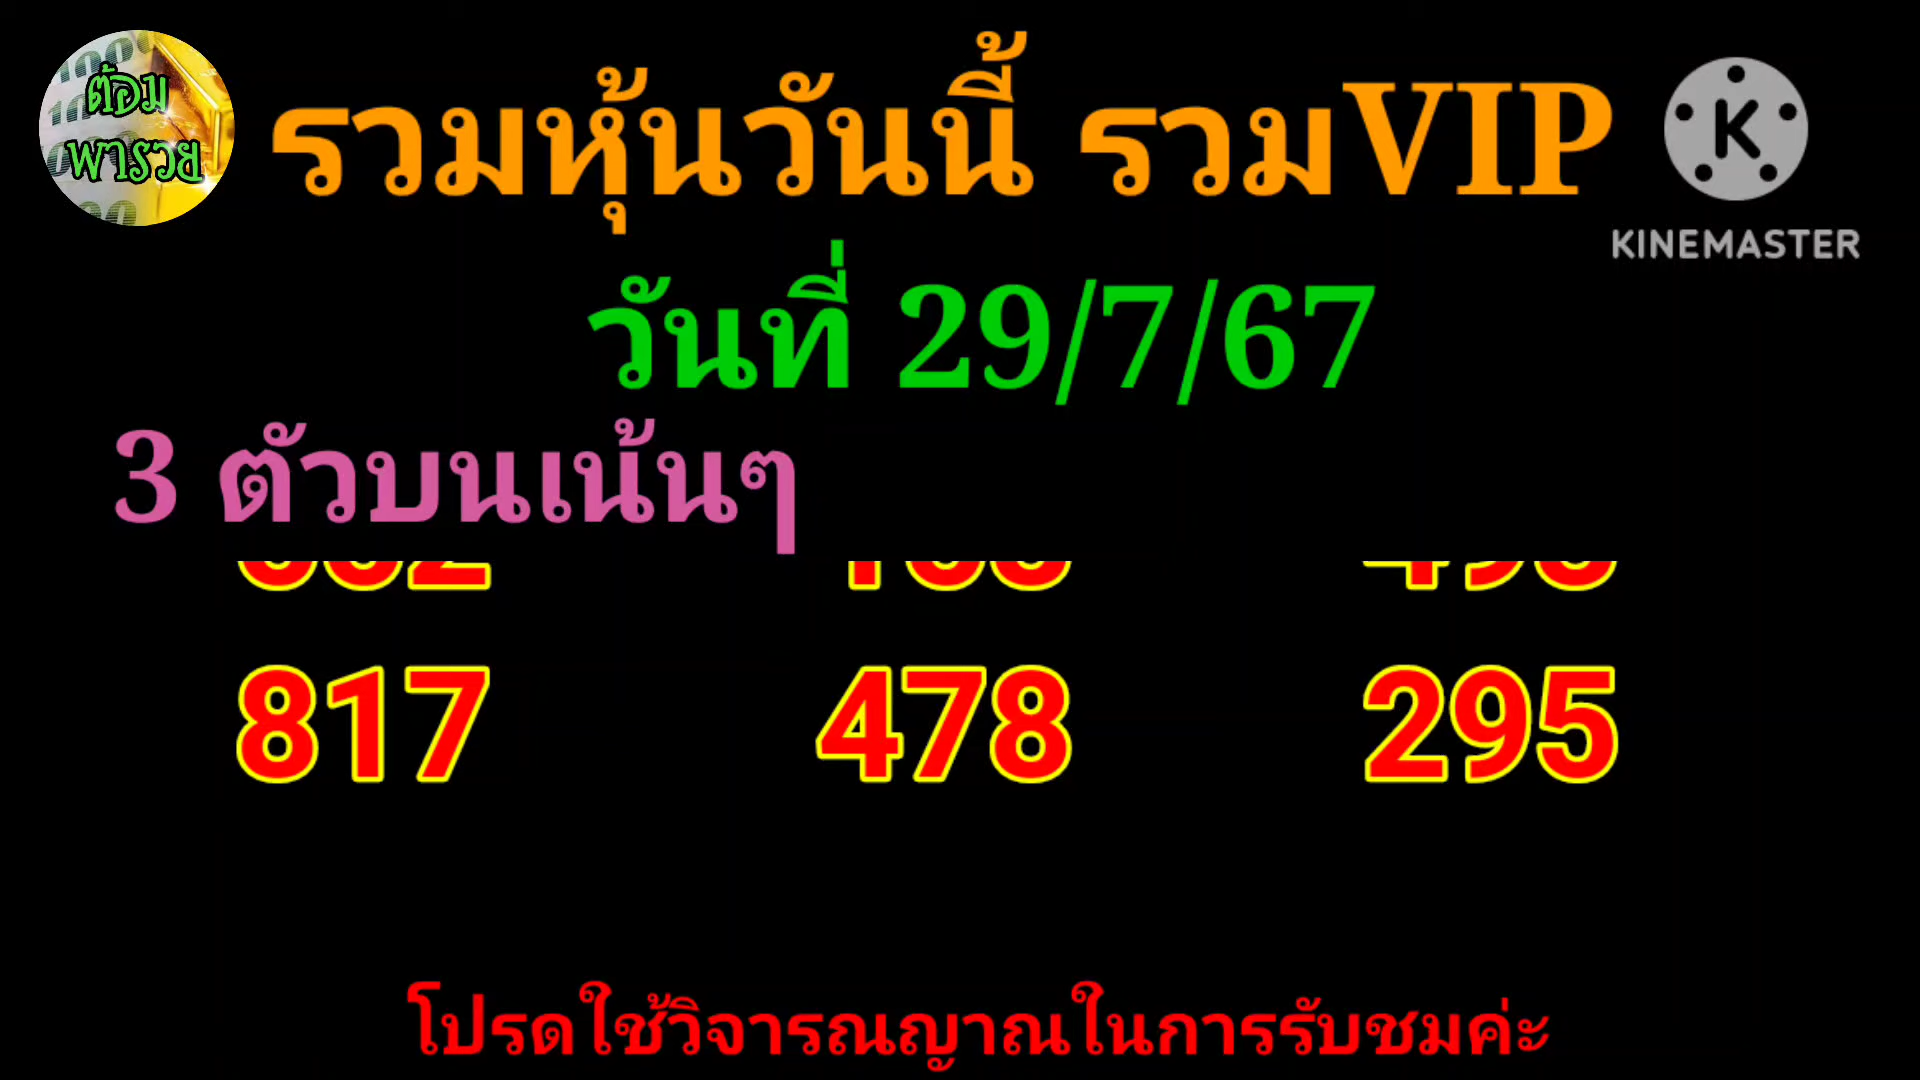 ต้อม
พารวย
รวมหุ้นวันนี้ รวมVIP
KINEMASTER
วันที่ 29/7/67
3 ตัวบนเน้นๆ
817 478 295
โปรดใช้วิจารณญาณในการรับชมค่ะ